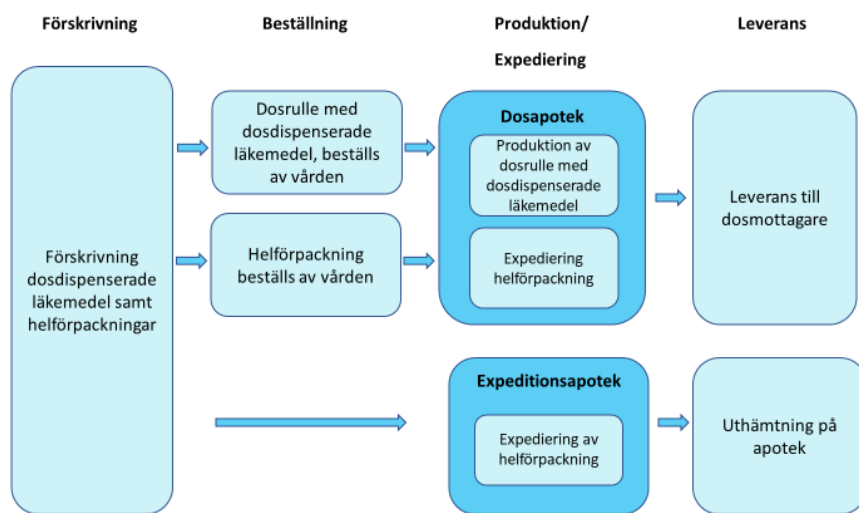 Förskrivning
Beställning
Produktion/
Expediering
Leverans
Förskrivning
dosdispenserade
läkemedel samt
helförpackningar
Dosrulle med
dosdispenserade
läkemedel, beställs
av vården
Helförpackning
beställs av vården
Dosapotek
Produktion av
dosrulle med
dosdispenserade
läkemedel
Expediering
helförpackning
Leverans till
dosmottagare
Expeditionsapotek
Expediering av
helförpackning
Uthämtning på
apotek